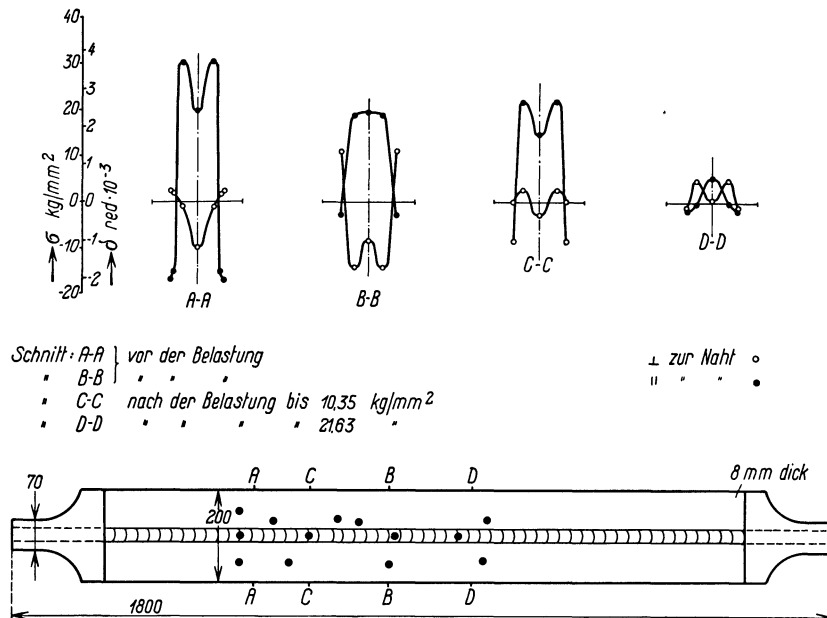 40
30
20
10
0
-10
-20
4
3
2
1
0
-1
-2
σ kg/mm²
σ red·10⁻³
A-A
B-B
C-C
D-D
Schnitt: A-A } vor der Belastung
" B-B } " " "
" C-C nach der Belastung bis 10,35 kg/mm²
" D-D " " " " 21,63 "
⊥ zur Naht ○
II " " ●
A C B D
8 mm dick
70
200
A C B D
1800